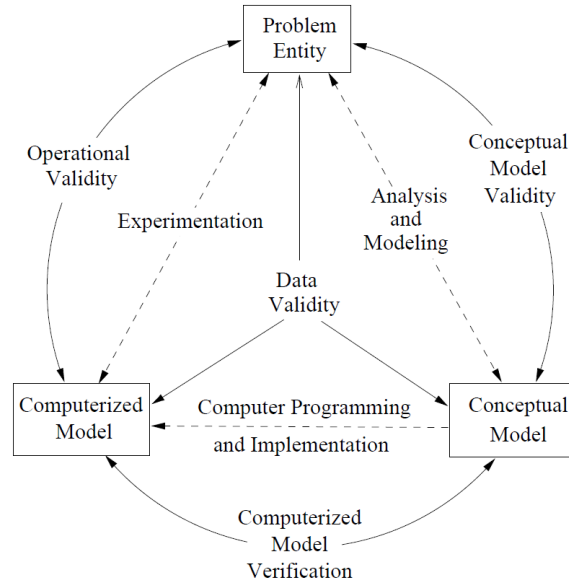 Problem
Entity
Operational
Validity
Conceptual
Model
Validity
Experimentation
Analysis
and
Modeling
Data
Validity
Computerized
Model
Computer Programming
and Implementation
Conceptual
Model
Computerized
Model
Verification